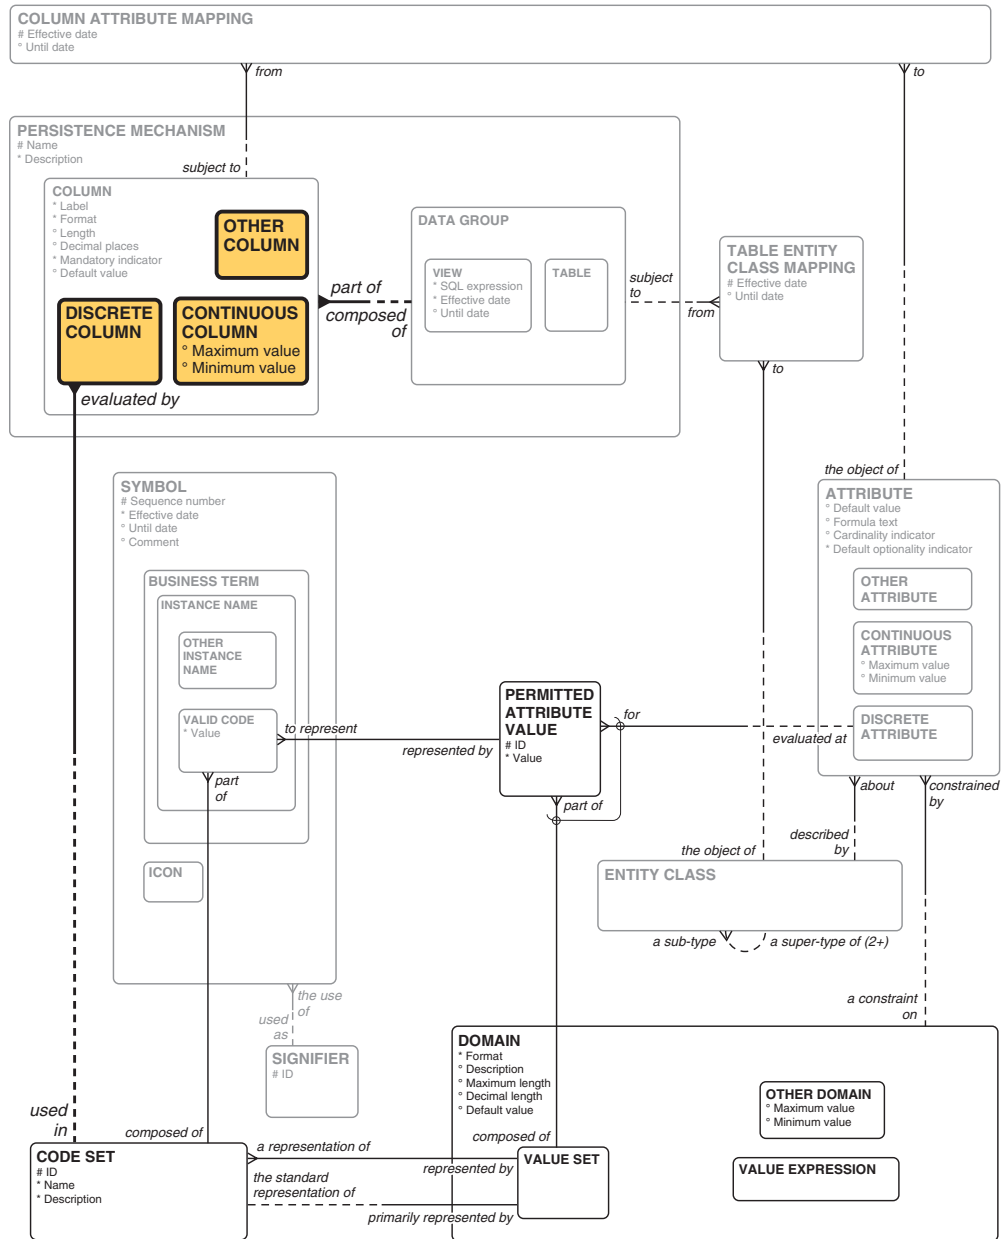 COLUMN ATTRIBUTE MAPPING
# Effective date
° Until date
from
to
PERSISTENCE MECHANISM
# Name
* Description
subject to
COLUMN
* Label
* Format
° Length
° Decimal places
* Mandatory indicator
° Default value
OTHER
COLUMN
DISCRETE
COLUMN
CONTINUOUS
COLUMN
° Maximum value
° Minimum value
evaluated by
part of
composed
of
DATA GROUP
VIEW
* SQL expression
* Effective date
° Until date
TABLE
subject
to
from
TABLE ENTITY
CLASS MAPPING
# Effective date
° Until date
to
the object of
SYMBOL
# Sequence number
* Effective date
° Until date
° Comment
BUSINESS TERM
INSTANCE NAME
OTHER
INSTANCE
NAME
VALID CODE
* Value
to represent
represented by
part
of
ICON
PERMITTED
ATTRIBUTE
VALUE
# ID
* Value
for
evaluated at
part of
ATTRIBUTE
° Default value
° Formula text
° Cardinality indicator
* Default optionality indicator
OTHER
ATTRIBUTE
CONTINUOUS
ATTRIBUTE
° Maximum value
° Minimum value
DISCRETE
ATTRIBUTE
about
constrained
by
described
by
the object of
ENTITY CLASS
a sub-type
a super-type of (2+)
a constraint
on
the use
of
used
as
SIGNIFIER
# ID
DOMAIN
* Format
° Description
° Maximum length
° Decimal length
° Default value
OTHER DOMAIN
° Maximum value
° Minimum value
VALUE EXPRESSION
composed of
VALUE SET
used
in
composed of
CODE SET
# ID
* Name
* Description
a representation of
represented by
the standard
representation of
primarily represented by